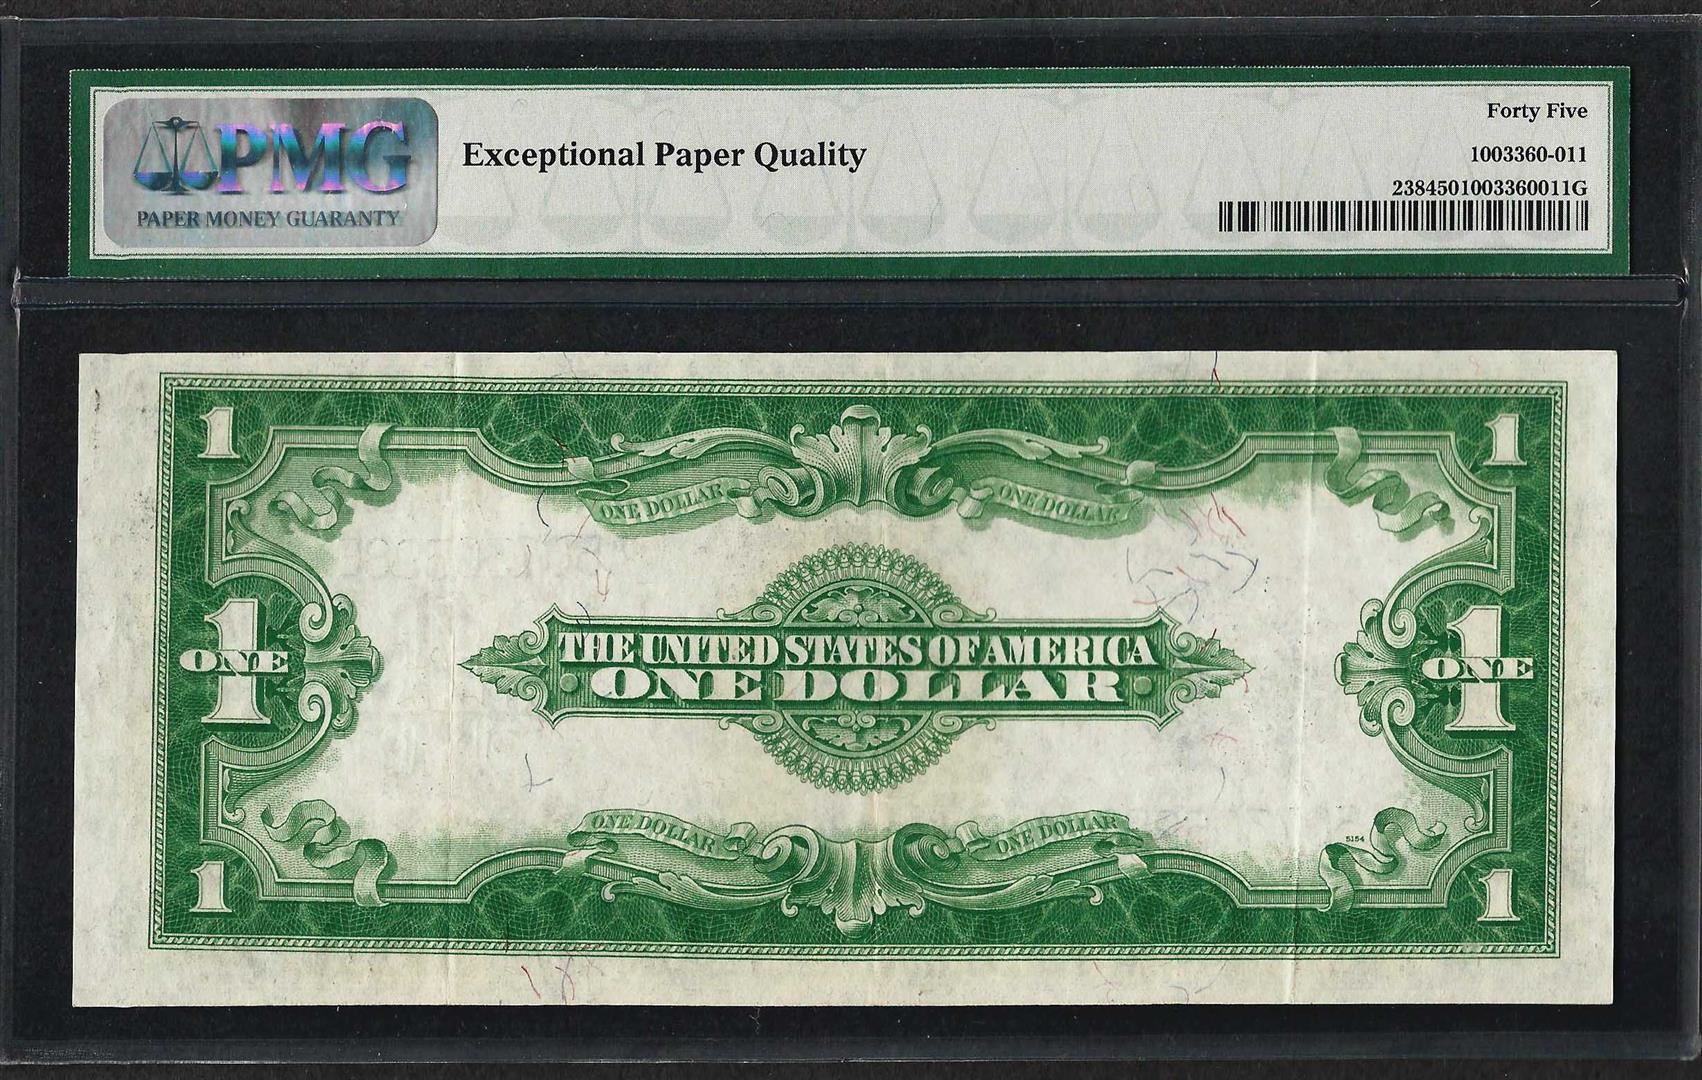 PMG
PAPER MONEY GUARANTY
Exceptional Paper Quality
Forty Five
1003360-011
2384501003360011G
1
1
ONE DOLLAR
ONE DOLLAR
1
ONE
THE UNITED STATES OF AMERICA
ONE DOLLAR
1
ONE
ONE DOLLAR
ONE DOLLAR
5154
1
1